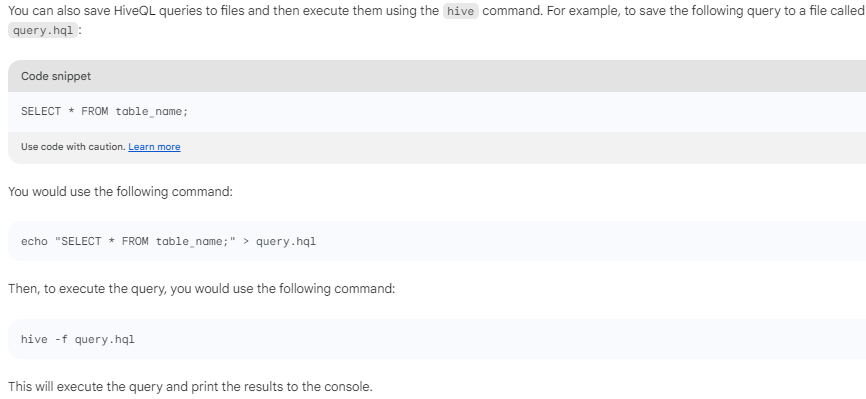 You can also save HiveQL queries to files and then execute them using the hive command. For example, to save the following query to a file called
query.hql:
Code snippet
SELECT * FROM table_name;
Use code with caution. Learn more
You would use the following command:
echo "SELECT * FROM table_name;" > query.hql
Then, to execute the query, you would use the following command:
hive -f query.hql
This will execute the query and print the results to the console.